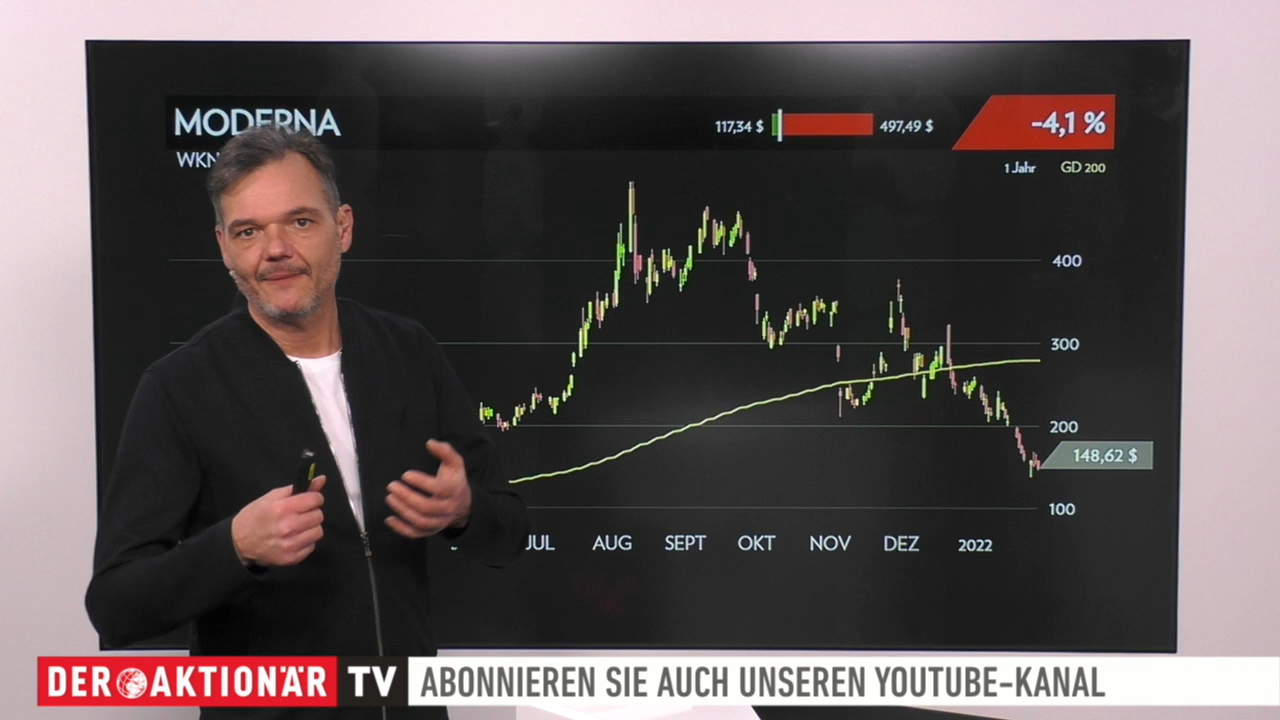 MODERNA
117,34 $
497,49 $
-4,1 %
WKN
1 Jahr GD 200
400
300
200
148,62 $
100
JUL AUG SEPT OKT NOV DEZ 2022
DER AKTIONÄR TV ABONNIEREN SIE AUCH UNSEREN YOUTUBE-KANAL